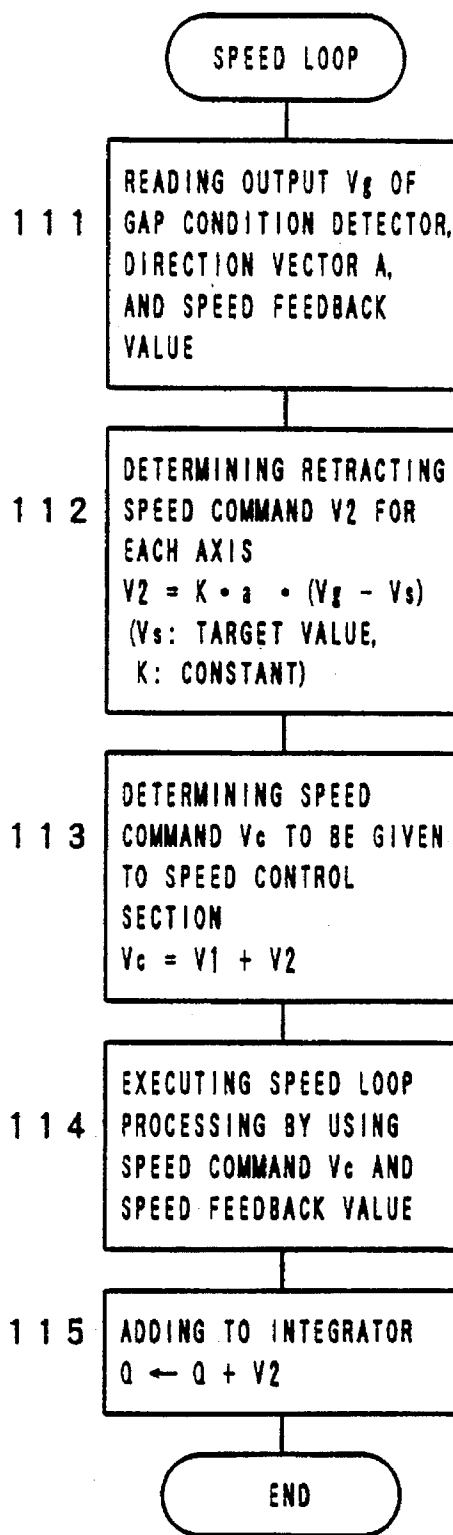 SPEED LOOP
111
READING OUTPUT Vg OF
GAP CONDITION DETECTOR,
DIRECTION VECTOR A,
AND SPEED FEEDBACK
VALUE
112
DETERMINING RETRACTING
SPEED COMMAND V2 FOR
EACH AXIS
V2 = K • a • (Vg - Vs)
(Vs: TARGET VALUE,
K: CONSTANT)
113
DETERMINING SPEED
COMMAND Vc TO BE GIVEN
TO SPEED CONTROL
SECTION
Vc = V1 + V2
114
EXECUTING SPEED LOOP
PROCESSING BY USING
SPEED COMMAND Vc AND
SPEED FEEDBACK VALUE
115
ADDING TO INTEGRATOR
Q ← Q + V2
END